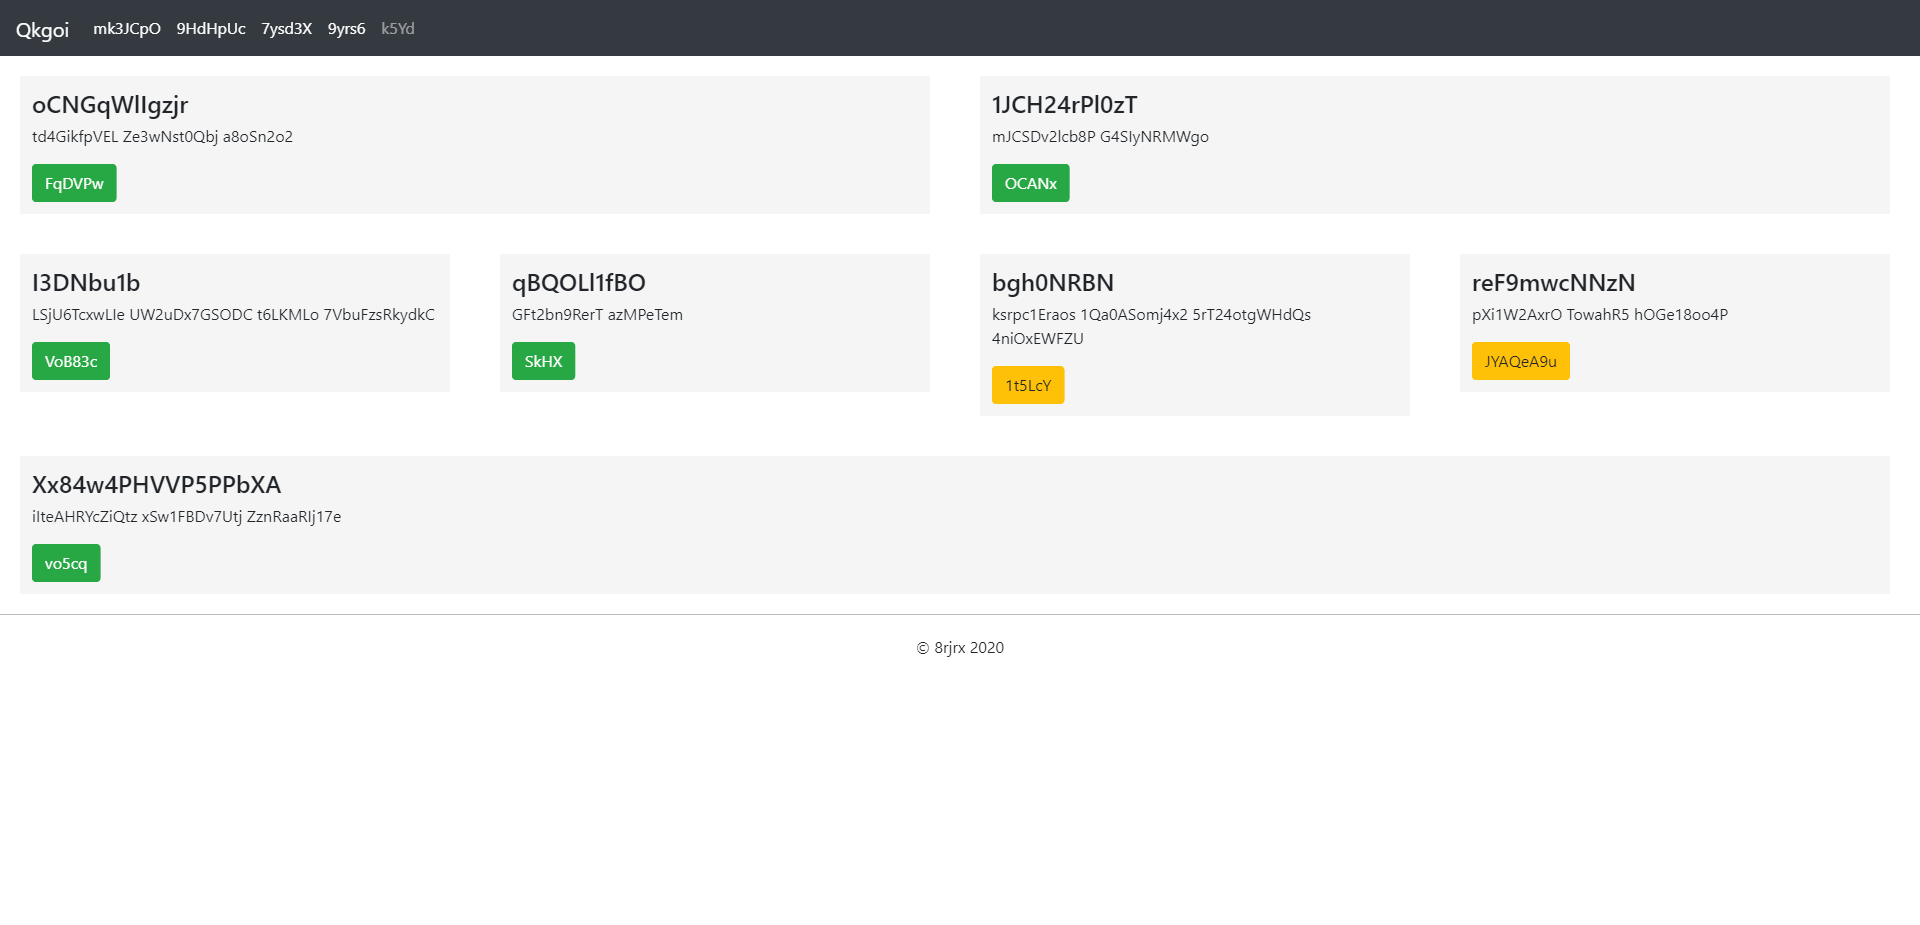 Qkgoi mk3JCpO 9HdHpUc 7ysd3X 9yrs6 k5Yd
oCNGqWlIgzjr
td4GikfpVEL Ze3wNst0Qbj a8oSn2o2
FqDVPw
1JCH24rPl0zT
mJCSDv2lcb8P G4SIyNRMWgo
OCANx
I3DNbu1b
LSjU6TcxwLIe UW2uDx7GSODC t6LKMLo 7VbuFzsRkydkC
VoB83c
qBQOLl1fBO
GFt2bn9RerT azMPeTem
SkHX
bgh0NRBN
ksrpc1Eraos 1Qa0ASomj4x2 5rT24otgWHdQs
4niOxEWFZU
1t5LcY
reF9mwcNNzN
pXi1W2AxrO TowahR5 hOGe18oo4P
JYAQeA9u
Xx84w4PHVVP5PPbXA
iIteAHRYcZiQtz xSw1FBDv7Utj ZznRaaRlj17e
vo5cq
© 8rjrx 2020